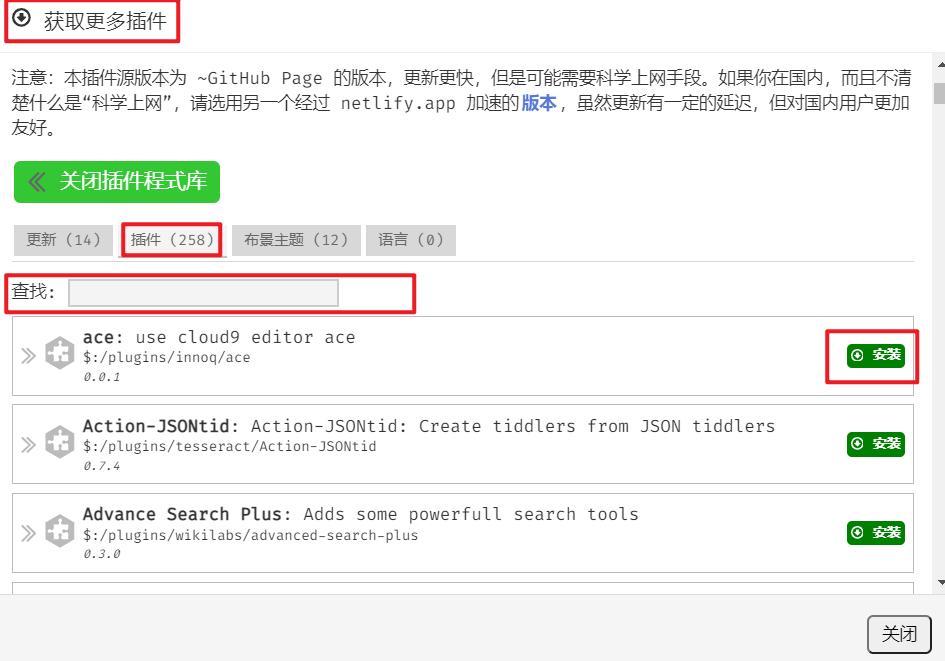 获取更多插件
注意：本插件源版本为 ~GitHub Page 的版本，更新更快，但是可能需要科学上网手段。如果你在国内，而且不清
楚什么是“科学上网”，请选用另一个经过 netlify.app 加速的版本，虽然更新有一定的延迟，但对国内用户更加
友好。
关闭插件程式库
更新 (14) 插件 (258) 布景主题 (12) 语言 (0)
查找:
ace: use cloud9 editor ace
$:/plugins/innoq/ace
0.0.1
安装
Action-JSONtid: Action-JSONtid: Create tiddlers from JSON tiddlers
$:/plugins/tesseract/Action-JSONtid
0.7.4
安装
Advance Search Plus: Adds some powerfull search tools
$:/plugins/wikilabs/advanced-search-plus
0.3.0
安装
关闭